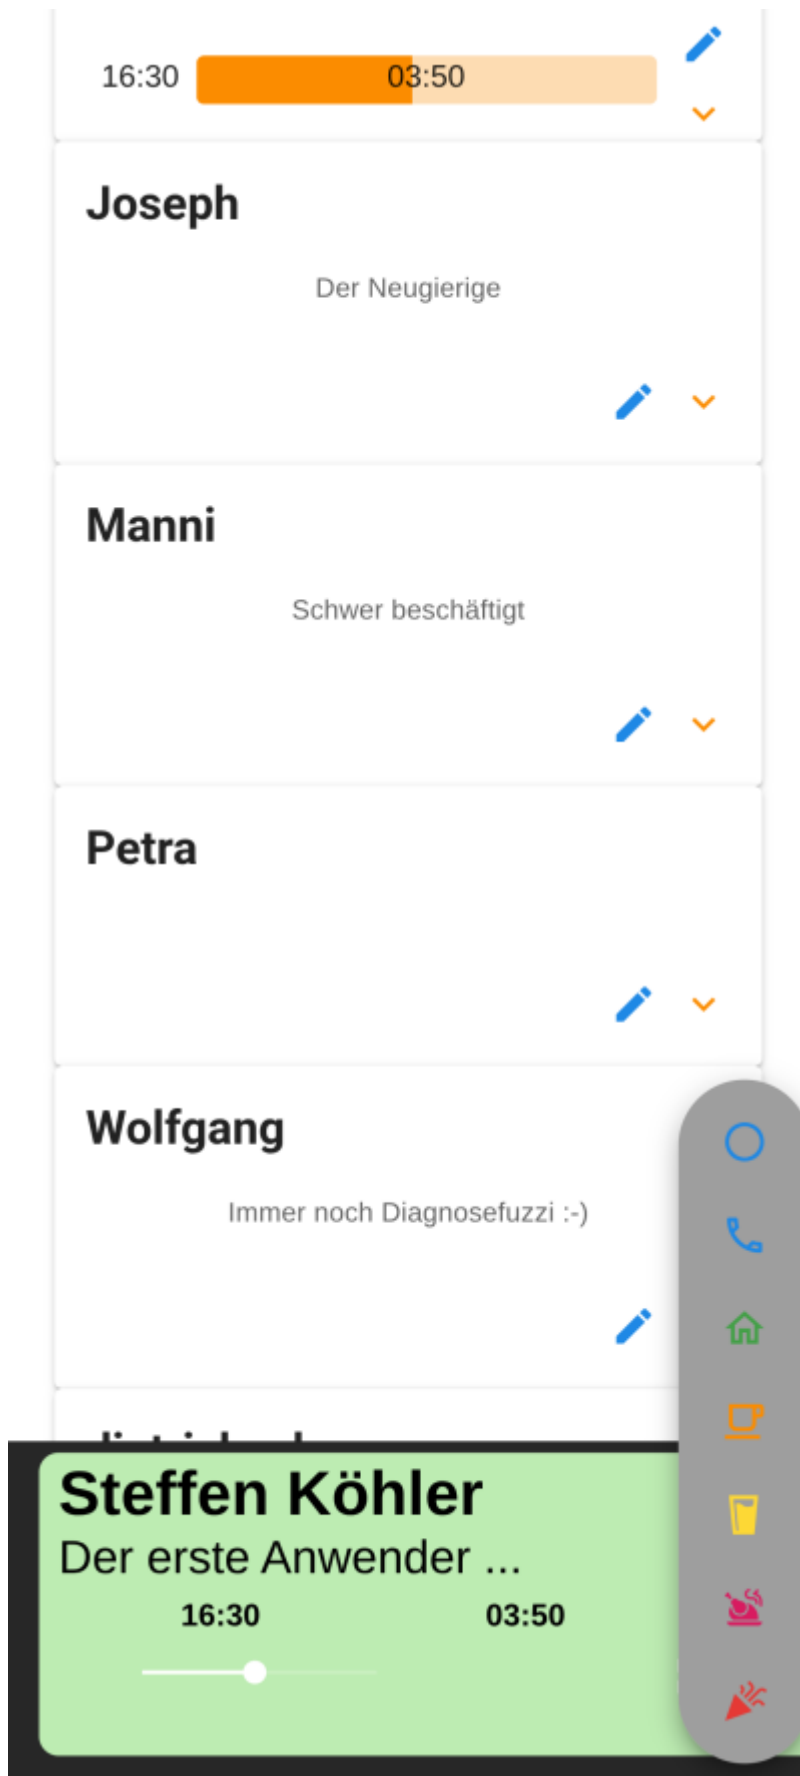 16:30 03:50
Joseph
Der Neugierige
Manni
Schwer beschäftigt
Petra
Wolfgang
Immer noch Diagnosefuzzi :-)
Steffen Köhler
Der erste Anwender ...
16:30 03:50